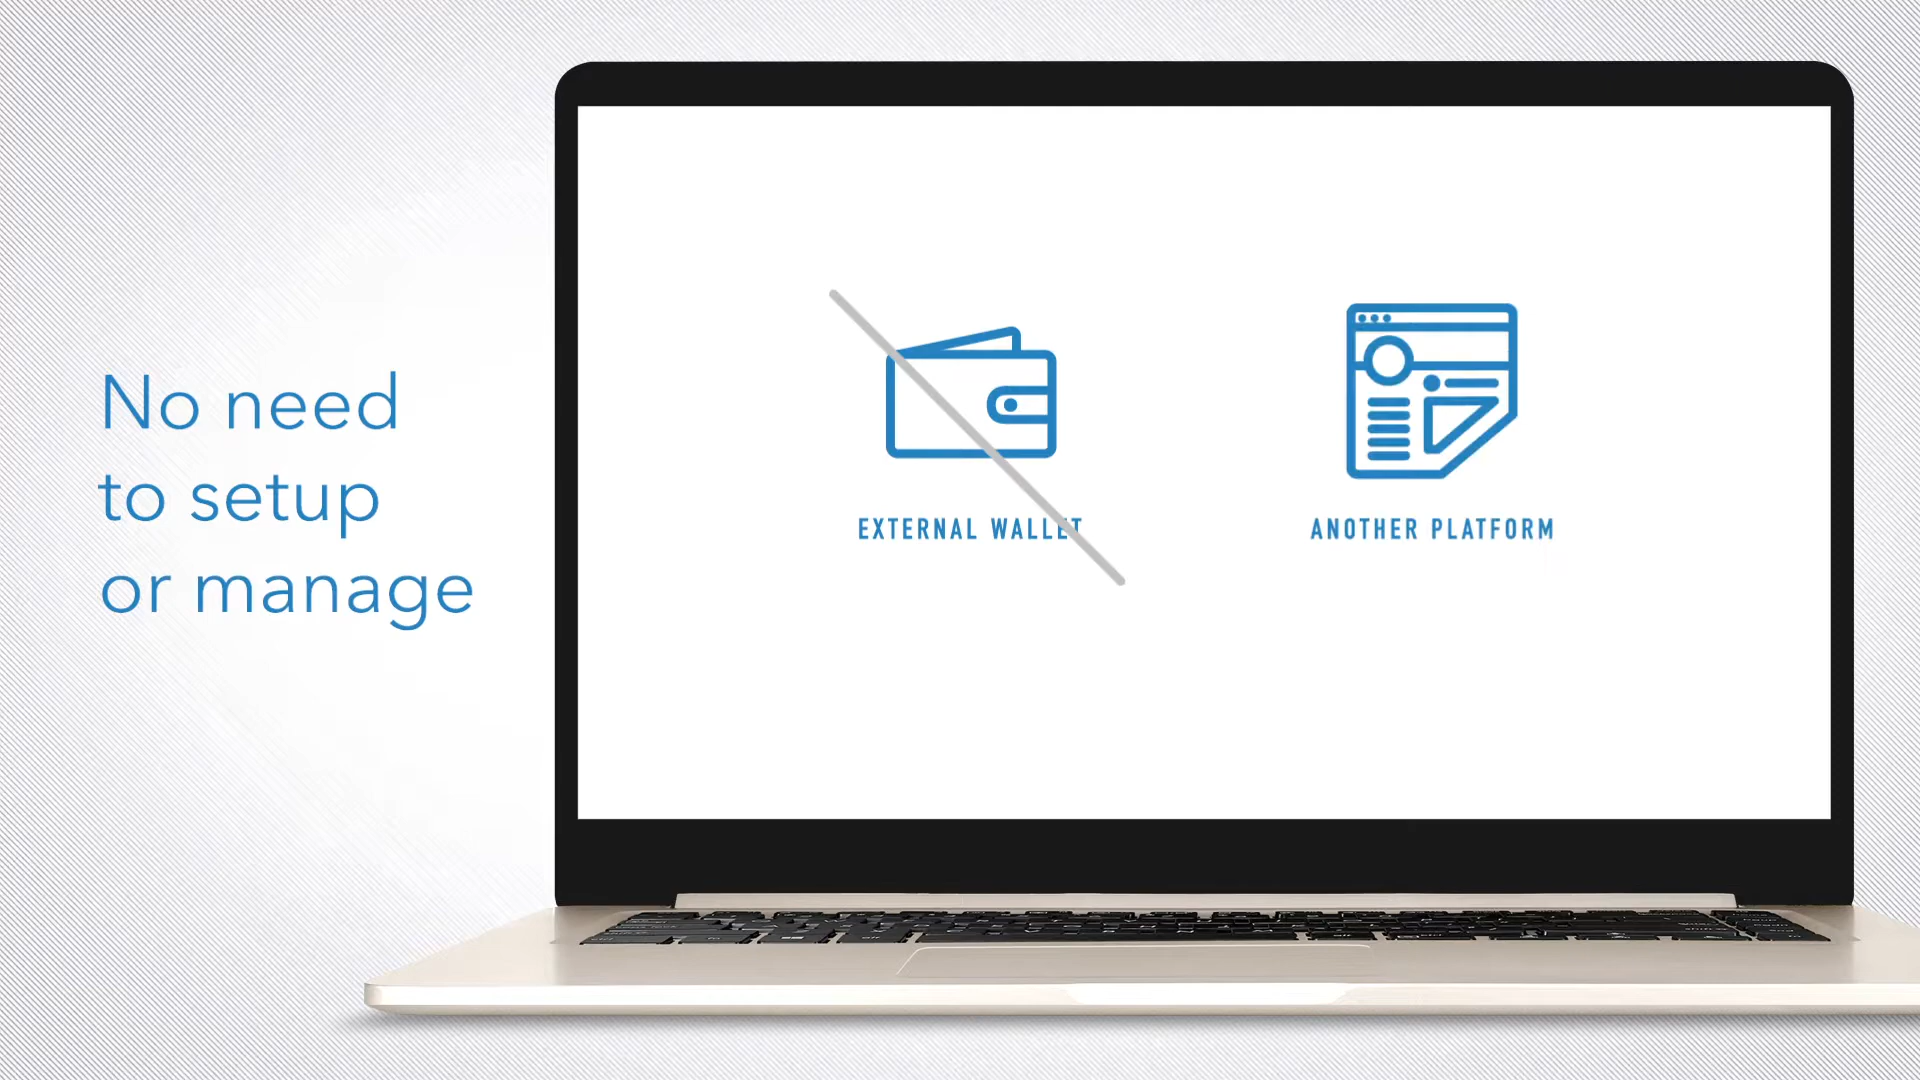 No need
to setup
or manage
EXTERNAL WALLET
ANOTHER PLATFORM